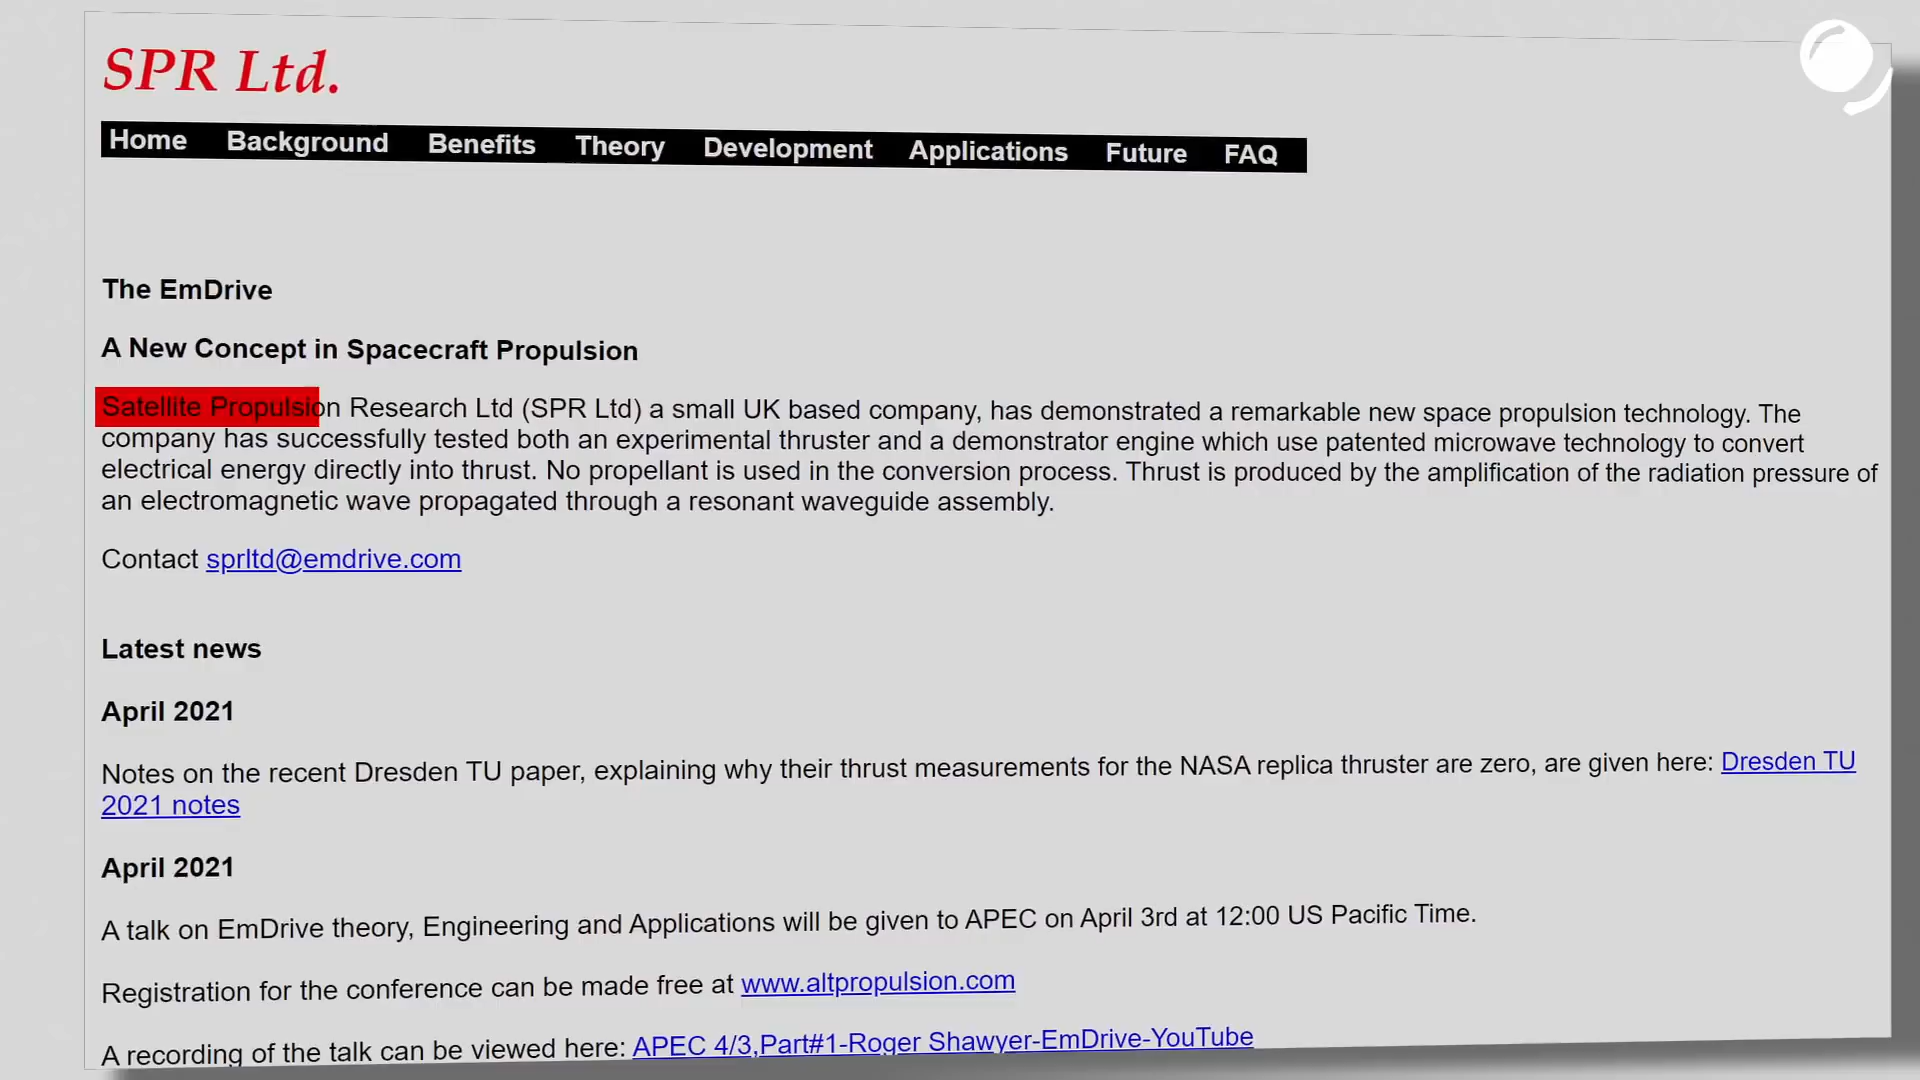 SPR Ltd.
Home Background Benefits Theory Development Applications Future FAQ
The EmDrive
A New Concept in Spacecraft Propulsion
Satellite Propulsion Research Ltd (SPR Ltd) a small UK based company, has demonstrated a remarkable new space propulsion technology. The
company has successfully tested both an experimental thruster and a demonstrator engine which use patented microwave technology to convert
electrical energy directly into thrust. No propellant is used in the conversion process. Thrust is produced by the amplification of the radiation pressure of
an electromagnetic wave propagated through a resonant waveguide assembly.
Contact sprltd@emdrive.com
Latest news
April 2021
Notes on the recent Dresden TU paper, explaining why their thrust measurements for the NASA replica thruster are zero, are given here: Dresden TU
2021 notes
April 2021
A talk on EmDrive theory, Engineering and Applications will be given to APEC on April 3rd at 12:00 US Pacific Time.
Registration for the conference can be made free at www.altpropulsion.com
A recording of the talk can be viewed here: APEC 4/3,Part#1-Roger Shawyer-EmDrive-YouTube